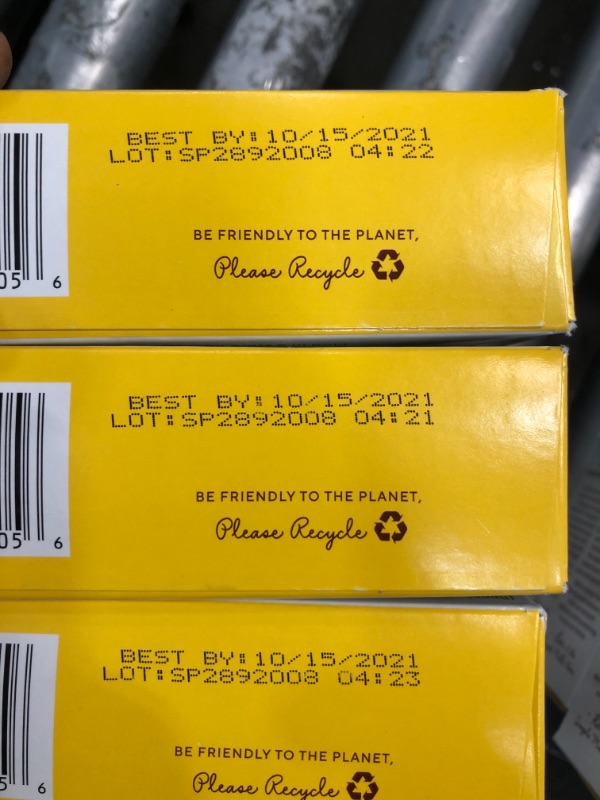 BEST BY: 10/15/2021
LOT: SP2892008 04:22
BE FRIENDLY TO THE PLANET,
Please Recycle
05 6
BEST BY: 10/15/2021
LOT: SP2892008 04:21
BE FRIENDLY TO THE PLANET,
Please Recycle
05 6
BEST BY: 10/15/2021
LOT: SP2892008 04:23
BE FRIENDLY TO THE PLANET,
Please Recycle
5 6